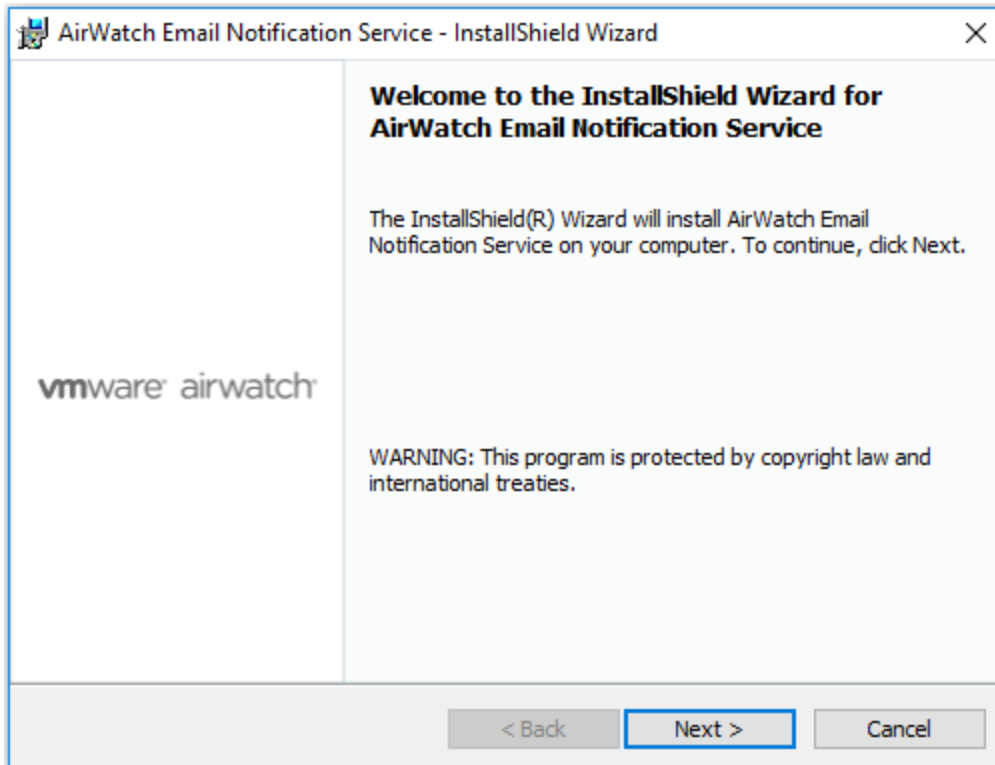 AirWatch Email Notification Service - InstallShield Wizard
Welcome to the InstallShield Wizard for
AirWatch Email Notification Service
The InstallShield(R) Wizard will install AirWatch Email
Notification Service on your computer. To continue, click Next.
vmware airwatch
WARNING: This program is protected by copyright law and
international treaties.
< Back Next > Cancel